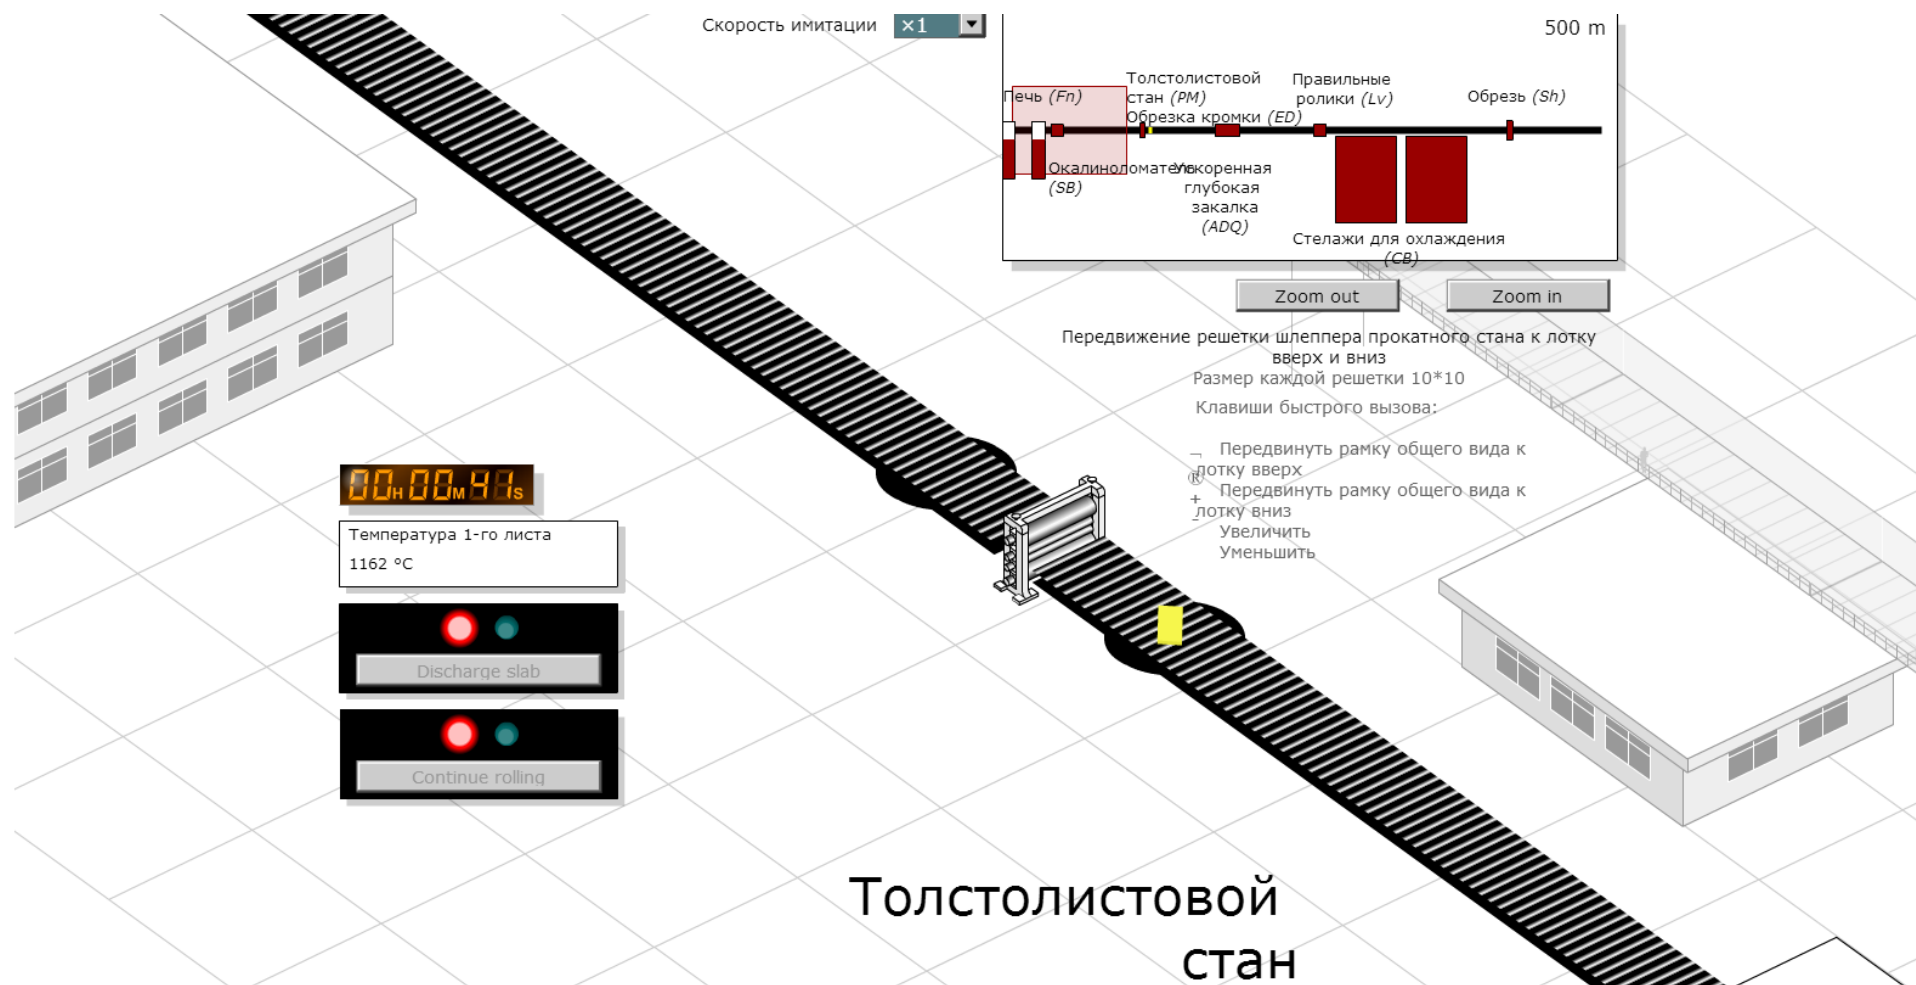 Скорость имитации ×1
500 m
Толстолистовой
стан (PM)
Правильные
ролики (Lv)
Печь (Fn)
Обрезь (Sh)
Обрезка кромки (ED)
Окалиноломатель
(SB)
Ускоренная
глубокая
закалка
(ADQ)
Стелажи для охлаждения
(CB)
Zoom out
Zoom in
Передвижение решетки шлеппера прокатного стана к лотку
вверх и вниз
Размер каждой решетки 10*10
Клавиши быстрого вызова:
¬ Передвинуть рамку общего вида к
лотку вверх
® Передвинуть рамку общего вида к
лотку вниз
+ Увеличить
- Уменьшить
00H 00M 41S
Температура 1-го листа
1162 °C
Discharge slab
Continue rolling
Толстолистовой
стан